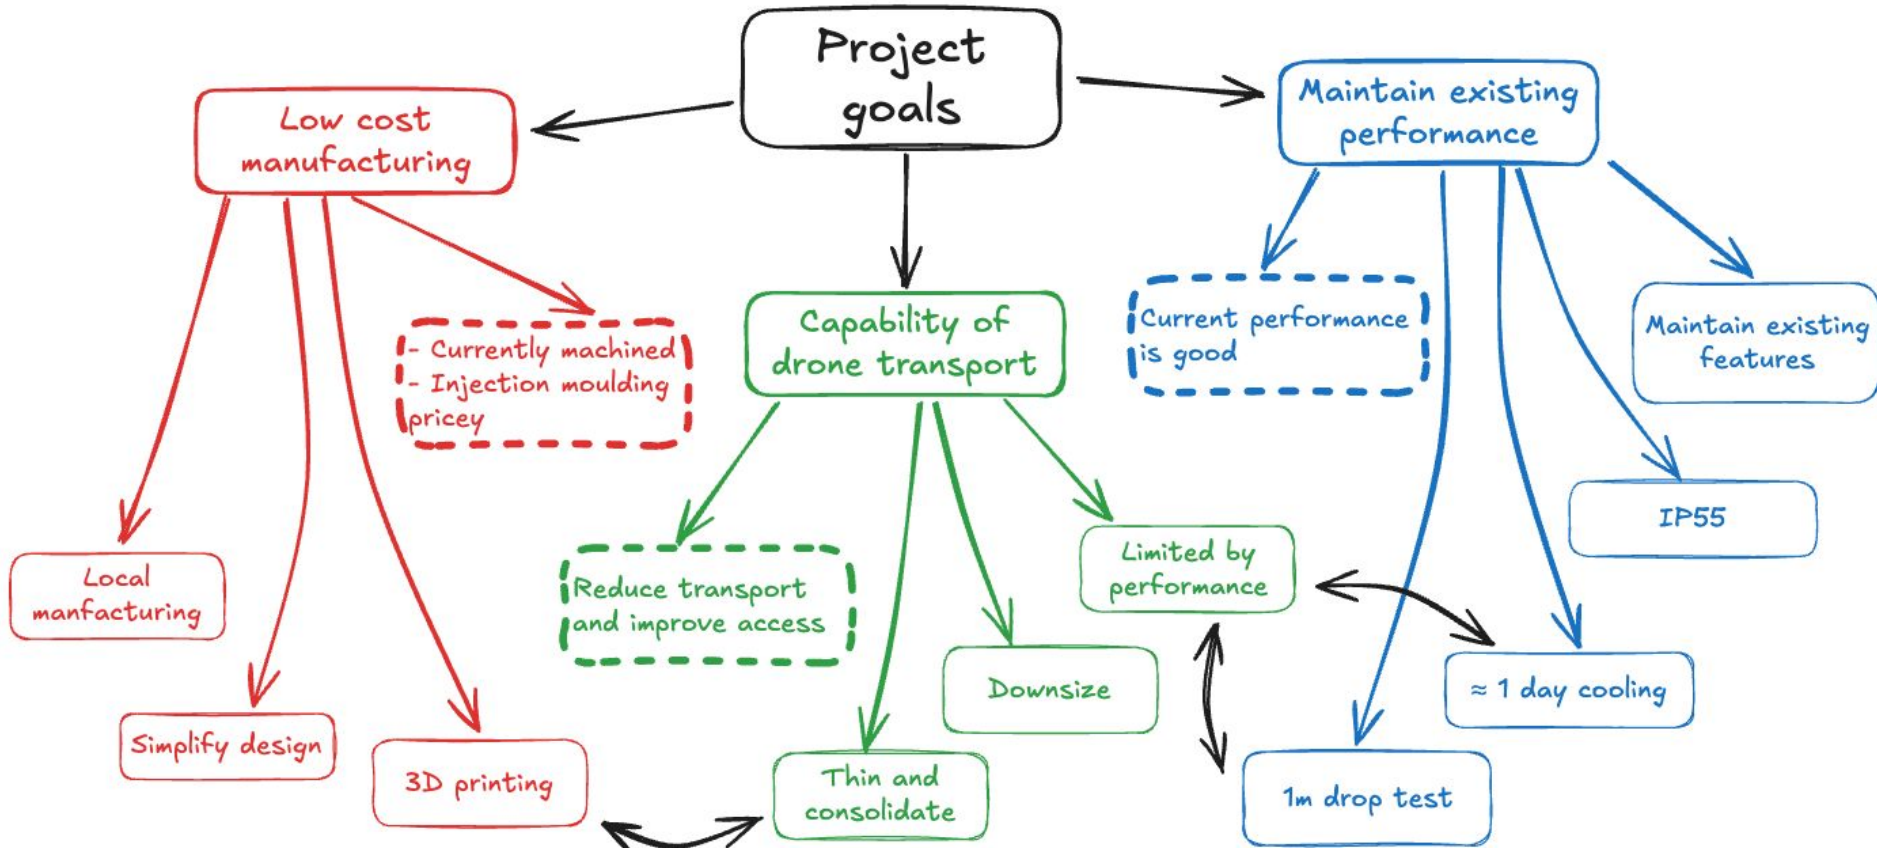 Project
goals
Low cost
manufacturing
Maintain existing
performance
- Currently machined
- Injection moulding
pricey
Capability of
drone transport
Current performance
is good
Maintain existing
features
Local
manfacturing
Simplify design
3D printing
Reduce transport
and improve access
Thin and
consolidate
Downsize
Limited by
performance
IP55
≈ 1 day cooling
1m drop test